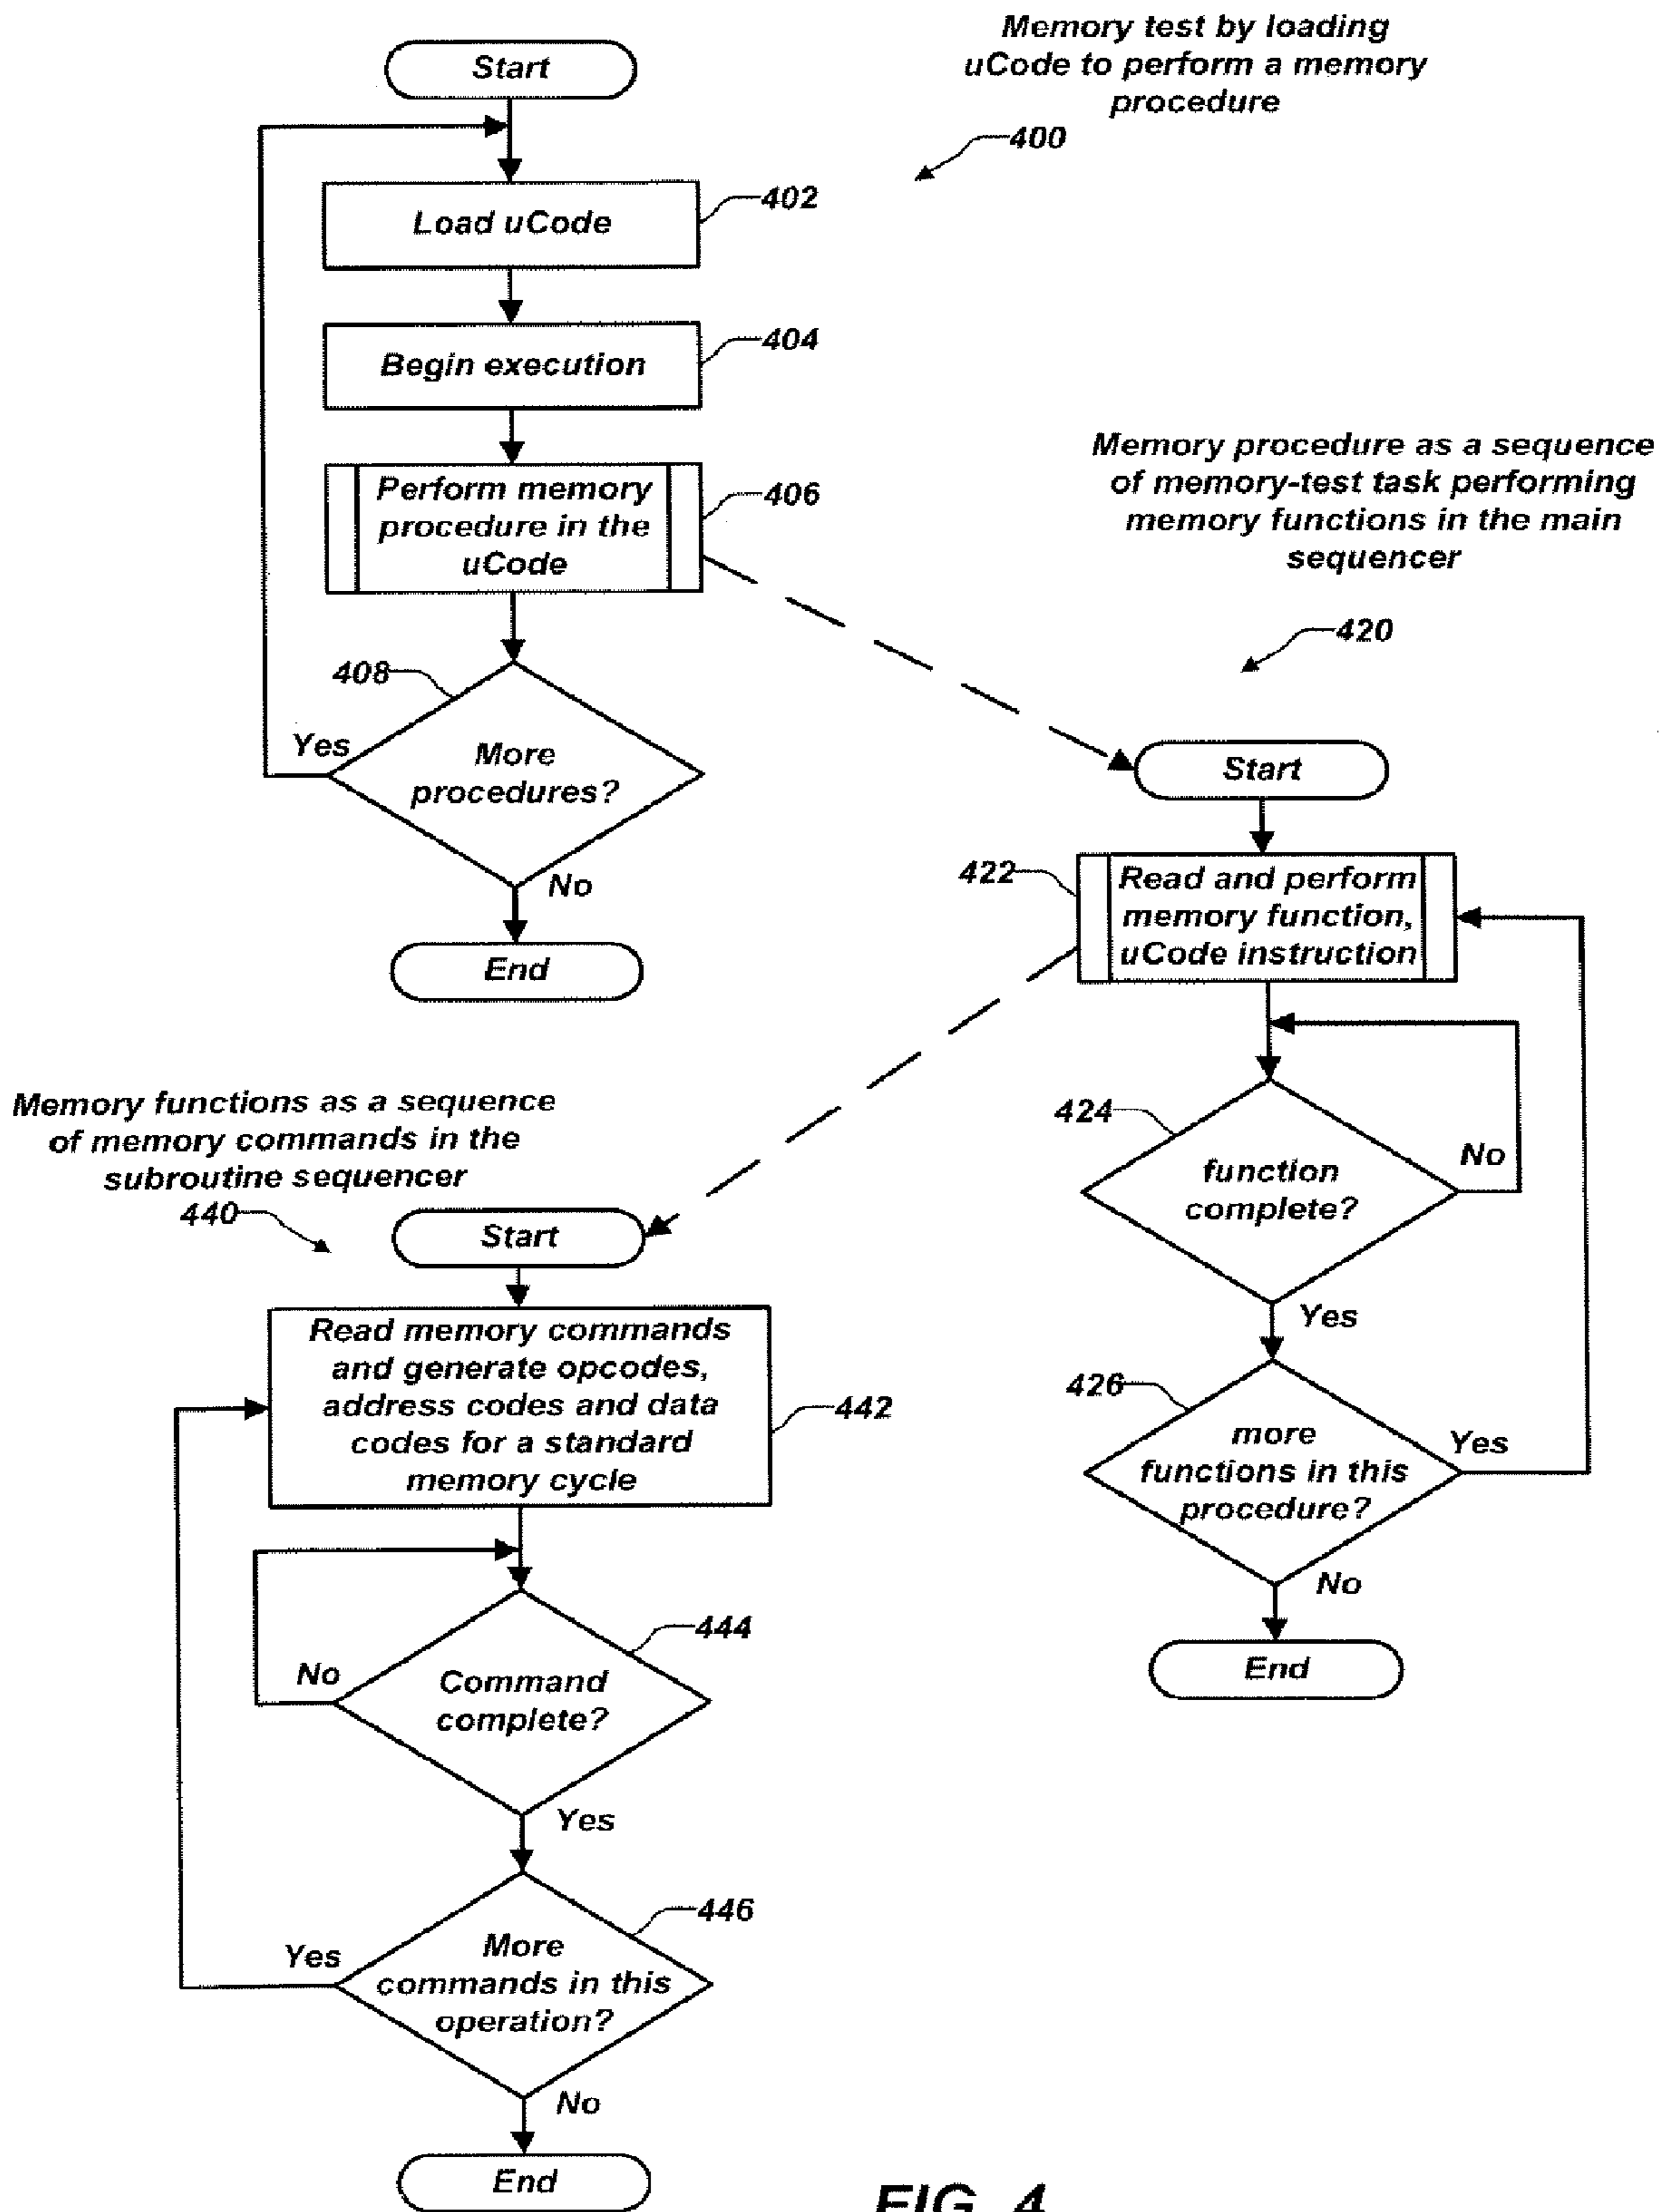 Memory test by loading
uCode to perform a memory
procedure
400
Start
Load uCode
402
Begin execution
404
Perform memory
procedure in the
uCode
406
408
More
procedures?
Yes
No
End
Memory procedure as a sequence
of memory-test task performing
memory functions in the main
sequencer
420
Start
422
Read and perform
memory function,
uCode instruction
424
function
complete?
No
Yes
426
more
functions in this
procedure?
Yes
No
End
Memory functions as a sequence
of memory commands in the
subroutine sequencer
440
Start
Read memory commands
and generate opcodes,
address codes and data
codes for a standard
memory cycle
442
444
Command
complete?
No
Yes
446
More
commands in this
operation?
Yes
No
End
FIG. 4